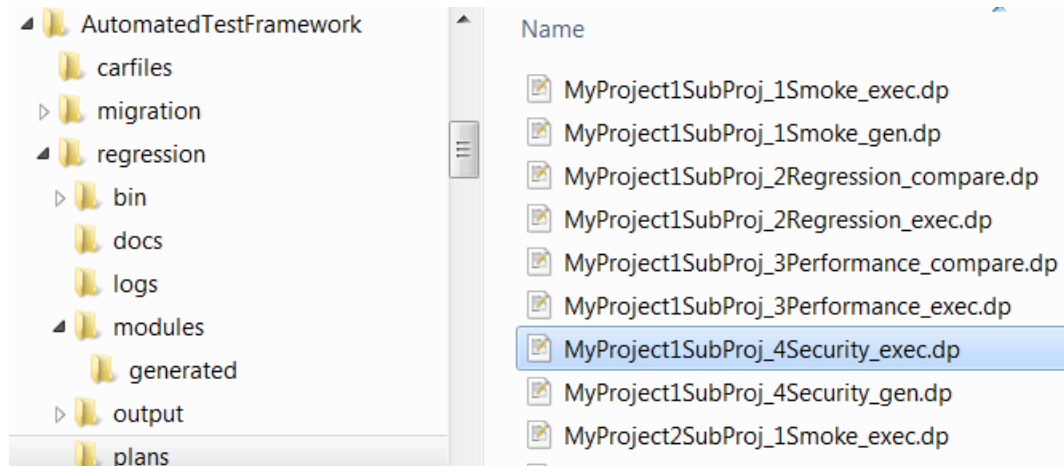 AutomatedTestFramework
carfiles
migration
regression
bin
docs
logs
modules
generated
output
plans
Name
MyProject1SubProj_1Smoke_exec.dp
MyProject1SubProj_1Smoke_gen.dp
MyProject1SubProj_2Regression_compare.dp
MyProject1SubProj_2Regression_exec.dp
MyProject1SubProj_3Performance_compare.dp
MyProject1SubProj_3Performance_exec.dp
MyProject1SubProj_4Security_exec.dp
MyProject1SubProj_4Security_gen.dp
MyProject2SubProj_1Smoke_exec.dp